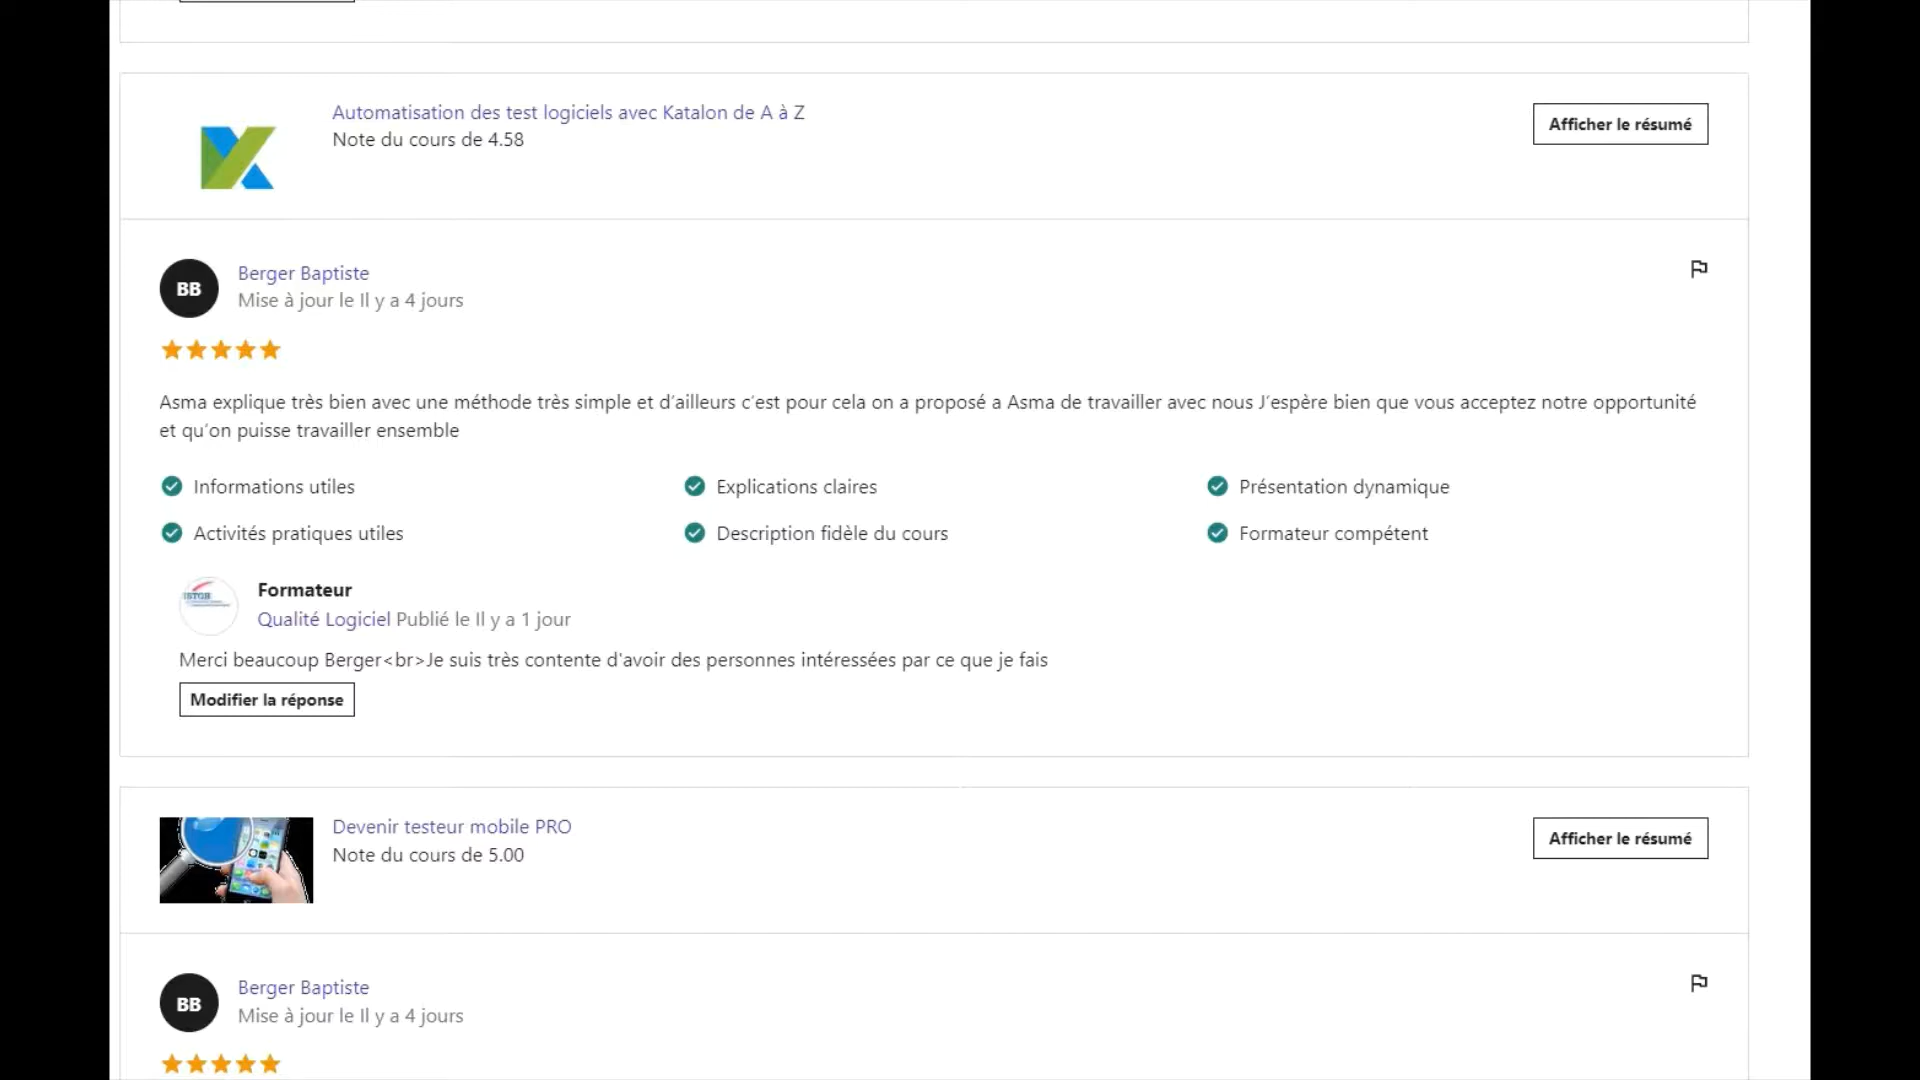 Automatisation des test logiciels avec Katalon de A à Z
Note du cours de 4.58
Afficher le résumé
BB
Berger Baptiste
Mise à jour le Il y a 4 jours
Asma explique très bien avec une méthode très simple et d'ailleurs c'est pour cela on a proposé a Asma de travailler avec nous J'espère bien que vous acceptez notre opportunité
et qu'on puisse travailler ensemble
Informations utiles
Explications claires
Présentation dynamique
Activités pratiques utiles
Description fidèle du cours
Formateur compétent
ISTQB
Formateur
Qualité Logiciel Publié le Il y a 1 jour
Merci beaucoup Berger<br>Je suis très contente d'avoir des personnes intéressées par ce que je fais
Modifier la réponse
Devenir testeur mobile PRO
Note du cours de 5.00
Afficher le résumé
BB
Berger Baptiste
Mise à jour le Il y a 4 jours